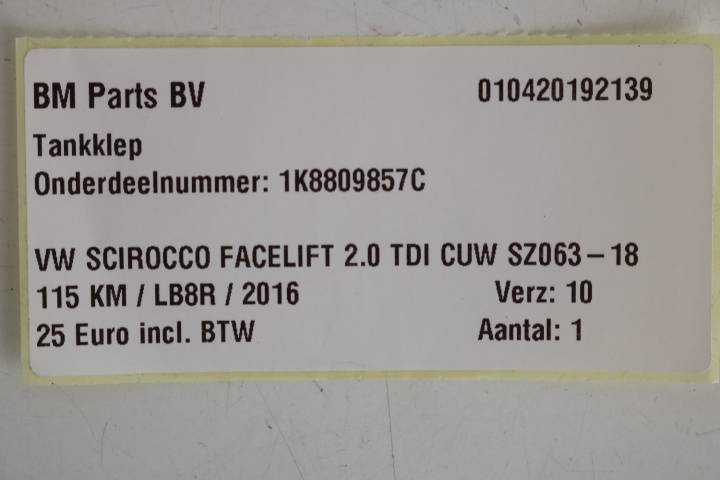 BM Parts BV 010420192139
Tankklep
Onderdeelnummer: 1K8809857C
VW SCIROCCO FACELIFT 2.0 TDI CUW SZ063-18
115 KM / LB8R / 2016 Verz: 10
25 Euro incl. BTW Aantal: 1